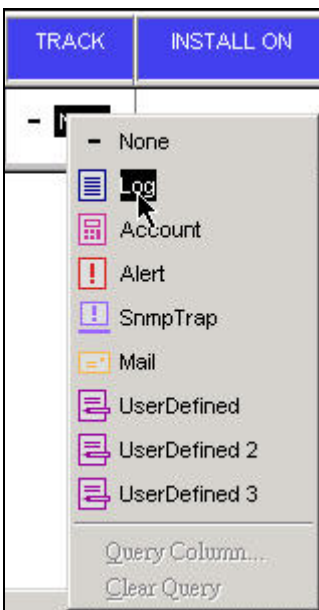 TRACK INSTALL ON
None
Log
Account
Alert
SnmpTrap
Mail
UserDefined
UserDefined 2
UserDefined 3
Query Column...
Clear Query